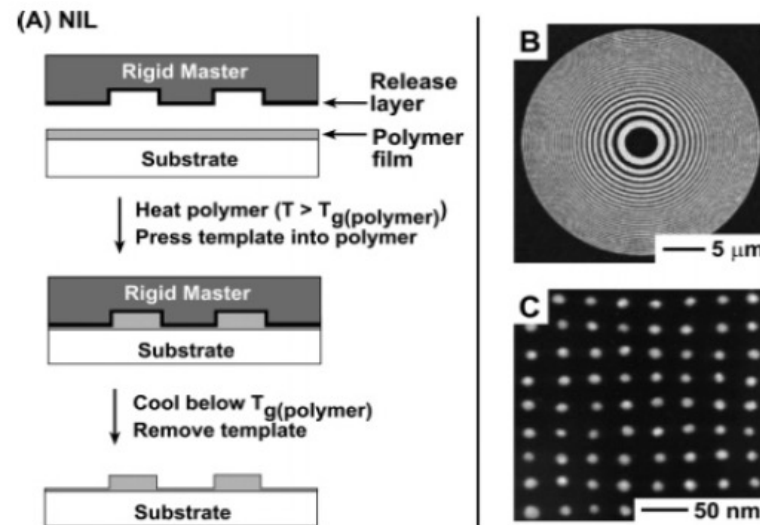 (A) NIL
Rigid Master
Release
layer
Polymer
film
Substrate
Heat polymer (T > Tg(polymer))
Press template into polymer
Rigid Master
Substrate
Cool below Tg(polymer)
Remove template
Substrate
B
5 μm
C
50 nm